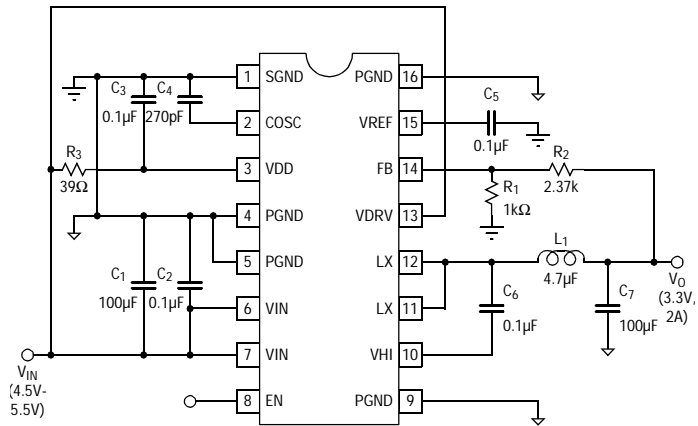 1 SGND PGND 16
C3 0.1µF
C4 270pF
C5 0.1µF
2 COSC VREF 15
R3 39Ω
3 VDD FB 14
R2 2.37k
R1 1kΩ
4 PGND VDRV 13
5 PGND LX 12
L1 4.7µF
C1 100µF
C2 0.1µF
6 VIN LX 11
C6 0.1µF
C7 100µF
VO
(3.3V,
2A)
7 VIN VHI 10
VIN
(4.5V-
5.5V)
8 EN PGND 9